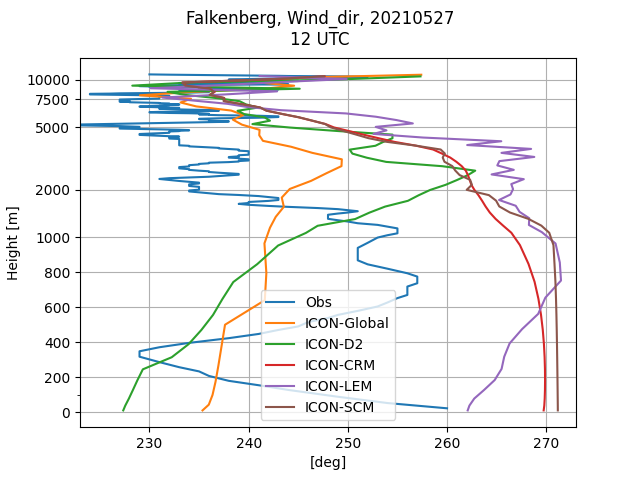 Falkenberg, Wind_dir, 20210527
12 UTC
Height [m]
10000
7500
5000
2000
1000
800
600
400
200
0
Obs
ICON-Global
ICON-D2
ICON-CRM
ICON-LEM
ICON-SCM
230 240 250 260 270
[deg]